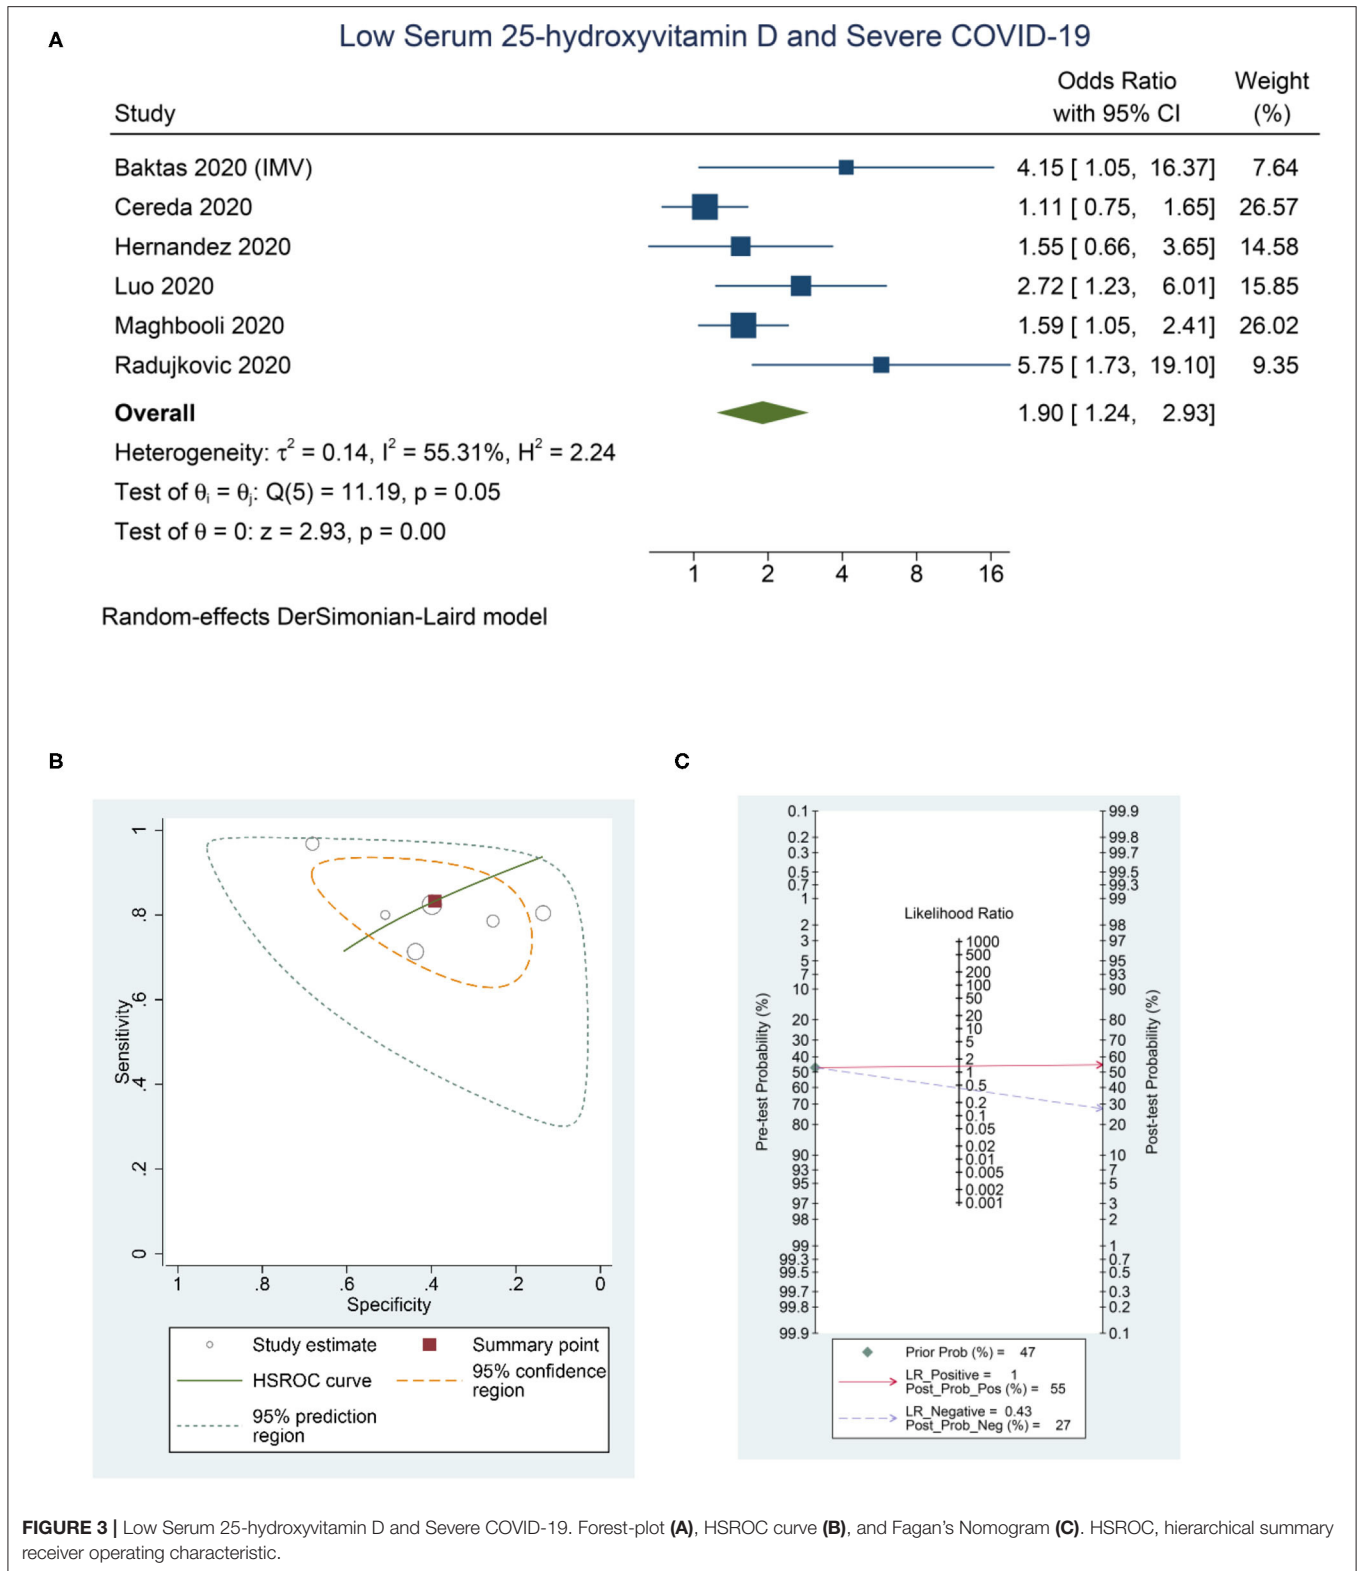 A
Low Serum 25-hydroxyvitamin D and Severe COVID-19
Odds Ratio Weight
Study with 95% CI (%)
Baktas 2020 (IMV) 4.15 [ 1.05, 16.37] 7.64
Cereda 2020 1.11 [ 0.75, 1.65] 26.57
Hernandez 2020 1.55 [ 0.66, 3.65] 14.58
Luo 2020 2.72 [ 1.23, 6.01] 15.85
Maghbooli 2020 1.59 [ 1.05, 2.41] 26.02
Radujkovic 2020 5.75 [ 1.73, 19.10] 9.35
Overall 1.90 [ 1.24, 2.93]
Heterogeneity: τ² = 0.14, I² = 55.31%, H² = 2.24
Test of θᵢ = θⱼ: Q(5) = 11.19, p = 0.05
Test of θ = 0: z = 2.93, p = 0.00
1 2 4 8 16
Random-effects DerSimonian-Laird model
B
Sensitivity
1
.8
.6
.4
.2
0
1 .8 .6 .4 .2 0
Specificity
Study estimate Summary point
HSROC curve 95% confidence
region
95% prediction
region
C
Pre-test Probability (%)
0.1
0.2
0.3
0.5
0.7
1
2
3
5
7
10
20
30
40
50
60
70
80
90
93
95
97
98
99
99.3
99.5
99.7
99.8
99.9
Likelihood Ratio
1000
500
200
100
50
20
10
5
2
1
0.5
0.2
0.1
0.05
0.02
0.01
0.005
0.002
0.001
99.9
99.8
99.7
99.5
99.3
99
98
97
95
93
90
80
70
60
50
40
30
20
10
7
5
3
2
1
0.7
0.5
0.3
0.2
0.1
Post-test Probability (%)
Prior Prob (%) = 47
LR_Positive = 1
Post_Prob_Pos (%) = 55
LR_Negative = 0.43
Post_Prob_Neg (%) = 27
FIGURE 3 | Low Serum 25-hydroxyvitamin D and Severe COVID-19. Forest-plot (A), HSROC curve (B), and Fagan's Nomogram (C). HSROC, hierarchical summary
receiver operating characteristic.